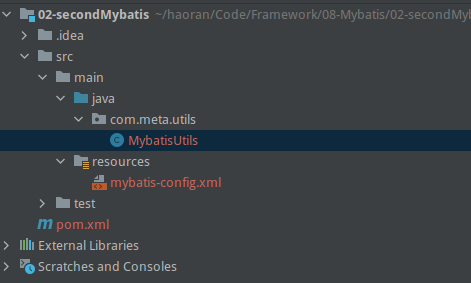 02-secondMybatis ~/haoran/Code/Framework/08-Mybatis/02-secondMy
.idea
src
main
java
com.meta.utils
MybatisUtils
resources
mybatis-config.xml
test
pom.xml
External Libraries
Scratches and Consoles